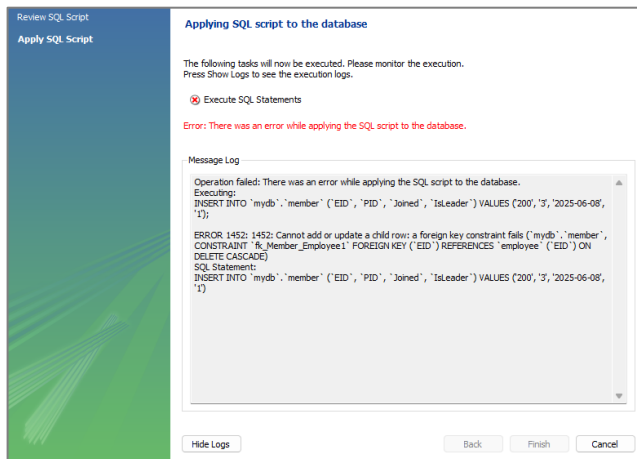 Review SQL Script
Apply SQL Script
Applying SQL script to the database
The following tasks will now be executed. Please monitor the execution.
Press Show Logs to see the execution logs.
Execute SQL Statements
Error: There was an error while applying the SQL script to the database.
Message Log
Operation failed: There was an error while applying the SQL script to the database.
Executing:
INSERT INTO `mydb`.`member` (`EID`, `PID`, `Joined`, `IsLeader`) VALUES ('200', '3', '2025-06-08',
'1');
ERROR 1452: 1452: Cannot add or update a child row: a foreign key constraint fails (`mydb`.`member`,
CONSTRAINT `fk_Member_Employee1` FOREIGN KEY (`EID`) REFERENCES `employee` (`EID`) ON
DELETE CASCADE)
SQL Statement:
INSERT INTO `mydb`.`member` (`EID`, `PID`, `Joined`, `IsLeader`) VALUES ('200', '3', '2025-06-08',
'1')
Hide Logs
Back
Finish
Cancel